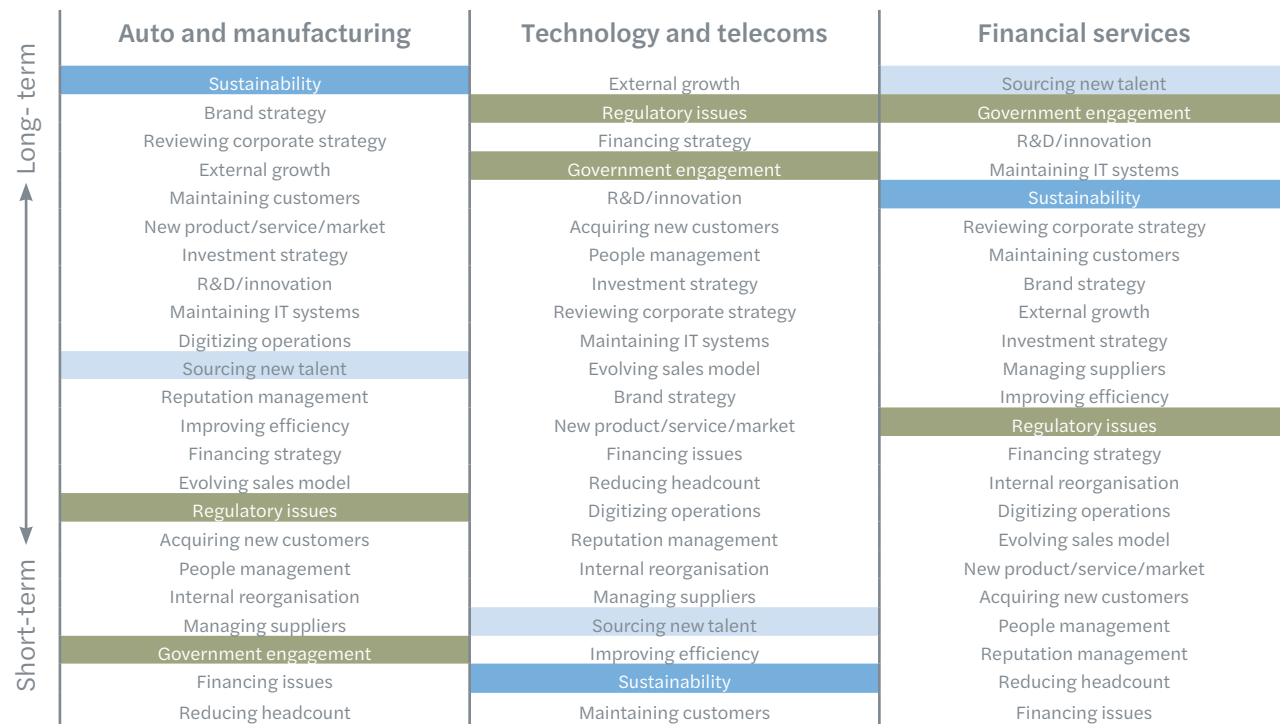 Auto and manufacturing
Sustainability
Brand strategy
Reviewing corporate strategy
External growth
Maintaining customers
New product/service/market
Investment strategy
R&D/innovation
Maintaining IT systems
Digitizing operations
Sourcing new talent
Reputation management
Improving efficiency
Financing strategy
Evolving sales model
Regulatory issues
Acquiring new customers
People management
Internal reorganisation
Managing suppliers
Government engagement
Financing issues
Reducing headcount
Technology and telecoms
External growth
Regulatory issues
Financing strategy
Government engagement
R&D/innovation
Acquiring new customers
People management
Investment strategy
Reviewing corporate strategy
Maintaining IT systems
Evolving sales model
Brand strategy
New product/service/market
Financing issues
Reducing headcount
Digitizing operations
Reputation management
Internal reorganisation
Managing suppliers
Sourcing new talent
Improving efficiency
Sustainability
Maintaining customers
Financial services
Sourcing new talent
Government engagement
R&D/innovation
Maintaining IT systems
Sustainability
Reviewing corporate strategy
Maintaining customers
Brand strategy
External growth
Investment strategy
Managing suppliers
Improving efficiency
Regulatory issues
Financing strategy
Internal reorganisation
Digitizing operations
Evolving sales model
New product/service/market
Acquiring new customers
People management
Reputation management
Reducing headcount
Financing issues
Long- term
Short-term